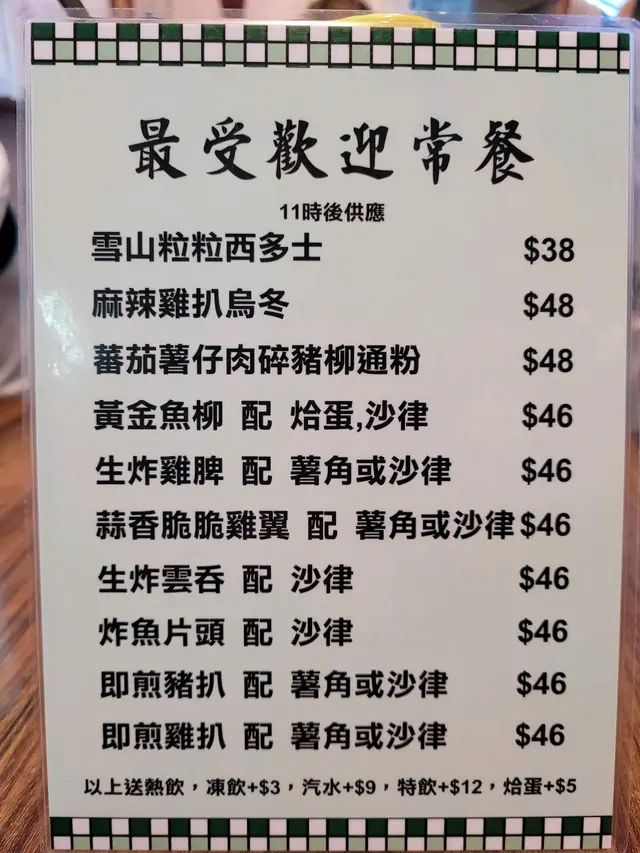 最受歡迎常餐
11時後供應
雪山粒粒西多士 $38
麻辣雞扒烏冬 $48
蕃茄薯仔肉碎豬柳通粉 $48
黃金魚柳 配 烚蛋,沙律 $46
生炸雞脾 配 薯角或沙律 $46
蒜香脆脆雞翼 配 薯角或沙律 $46
生炸雲吞 配 沙律 $46
炸魚片頭 配 沙律 $46
即煎豬扒 配 薯角或沙律 $46
即煎雞扒 配 薯角或沙律 $46
以上送熱飲，凍飲+$3，汽水+$9，特飲+$12，烚蛋+$5